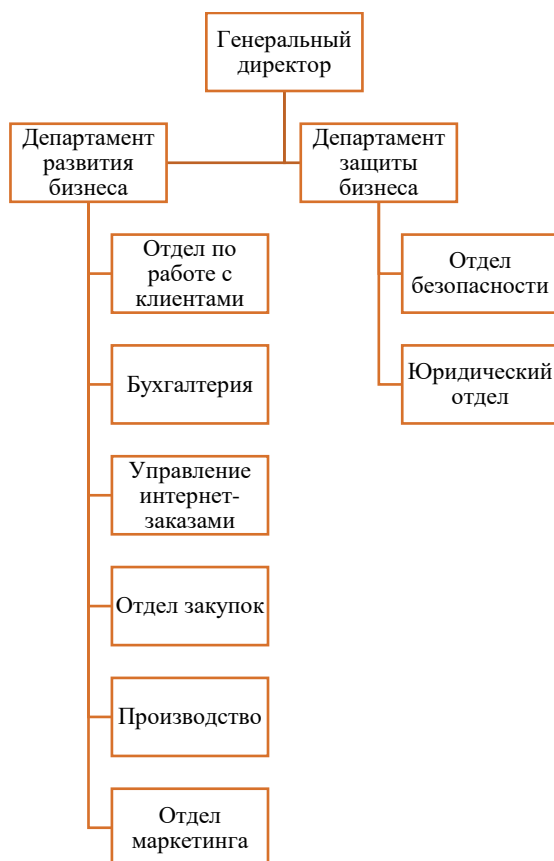 Генеральный
директор
Департамент
развития
бизнеса
Департамент
защиты
бизнеса
Отдел по
работе с
клиентами
Бухгалтерия
Управление
интернет-
заказами
Отдел закупок
Производство
Отдел
маркетинга
Отдел
безопасности
Юридический
отдел